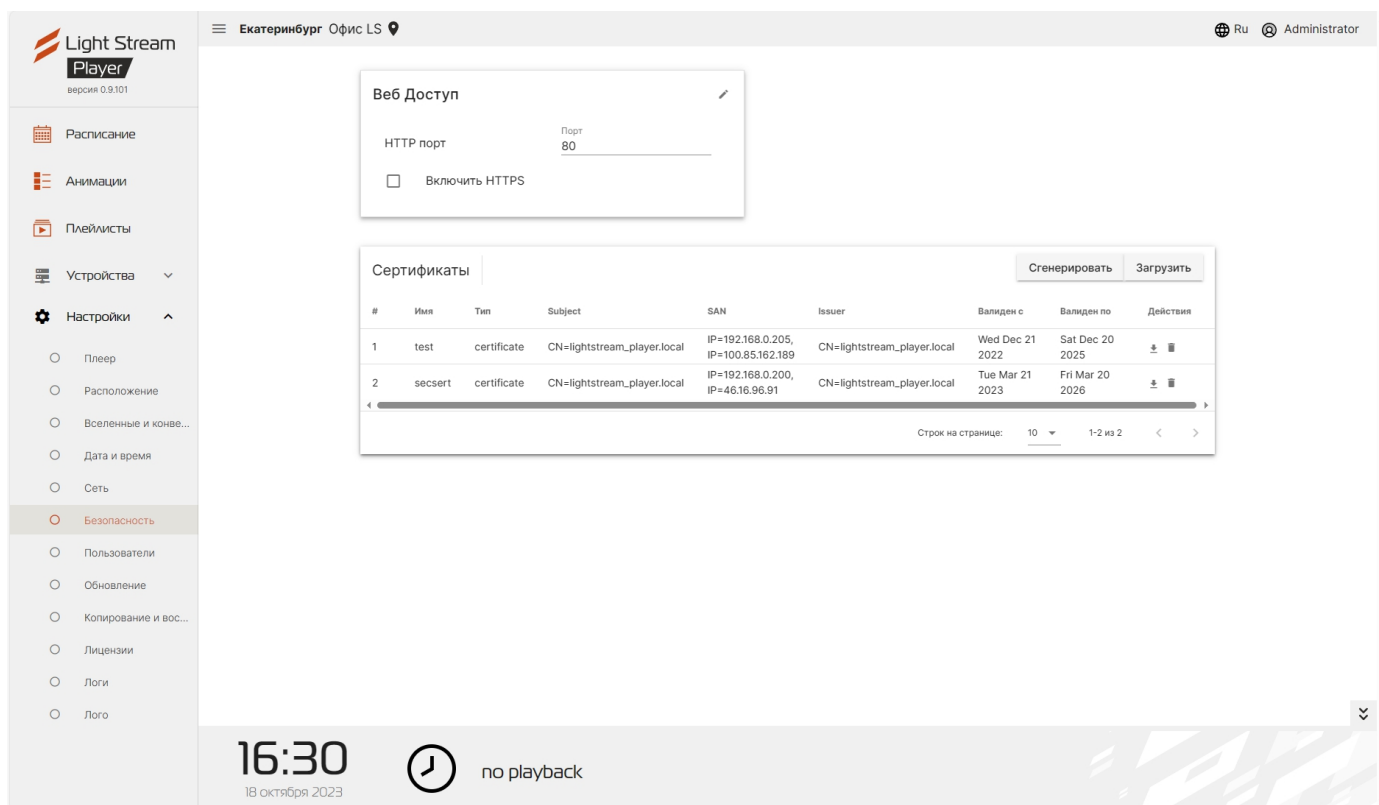 Light Stream
Player
версия 0.9.101
Екатеринбург Офис LS
Ru Administrator
Расписание
Анимации
Плейлисты
Устройства
Настройки
Плеер
Расположение
Вселенные и конве...
Дата и время
Сеть
Безопасность
Пользователи
Обновление
Копирование и вос...
Лицензии
Логи
Лого
Веб Доступ
HTTP порт
Порт
80
Включить HTTPS
Сертификаты
Сгенерировать Загрузить
# Имя Тип Subject SAN Issuer Валиден с Валиден по Действия
1 test certificate CN=lightstream_player.local IP=192.168.0.205, IP=100.85.162.189 CN=lightstream_player.local Wed Dec 21 2022 Sat Dec 20 2025
2 secsert certificate CN=lightstream_player.local IP=192.168.0.200, IP=46.16.96.91 CN=lightstream_player.local Tue Mar 21 2023 Fri Mar 20 2026
Строк на странице: 10 1-2 из 2
16:30
18 октября 2023
no playback